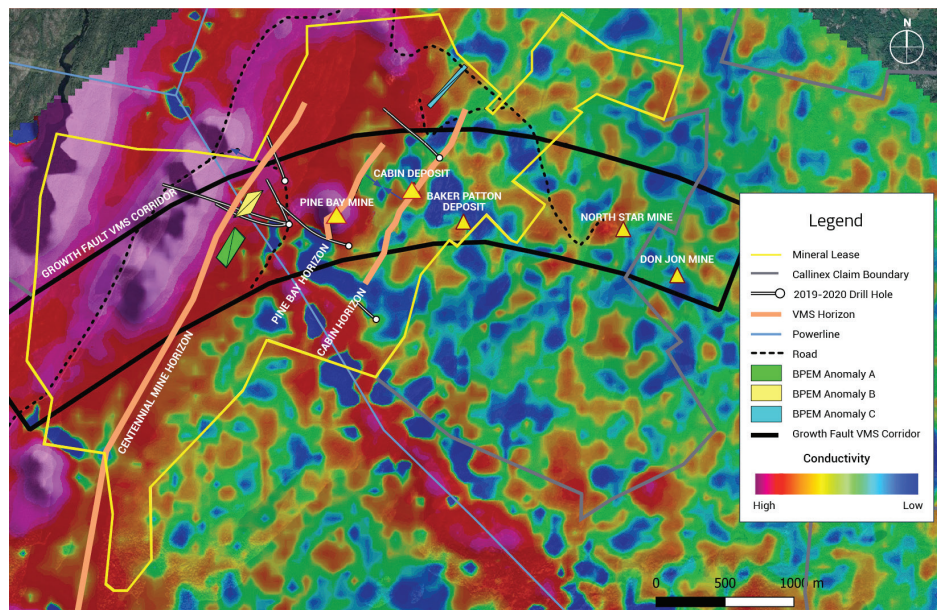 N
GROWTH FAULT VMS CORRIDOR
PINE BAY MINE
CABIN DEPOSIT
BAKER PATTON
DEPOSIT
NORTH STAR MINE
DON JON MINE
PINE BAY HORIZON
CABIN HORIZON
CENTENNIAL MINE HORIZON
Legend
Mineral Lease
Callinex Claim Boundary
2019-2020 Drill Hole
VMS Horizon
Powerline
Road
BPEM Anomaly A
BPEM Anomaly B
BPEM Anomaly C
Growth Fault VMS Corridor
Conductivity
High Low
0 500 1000 m